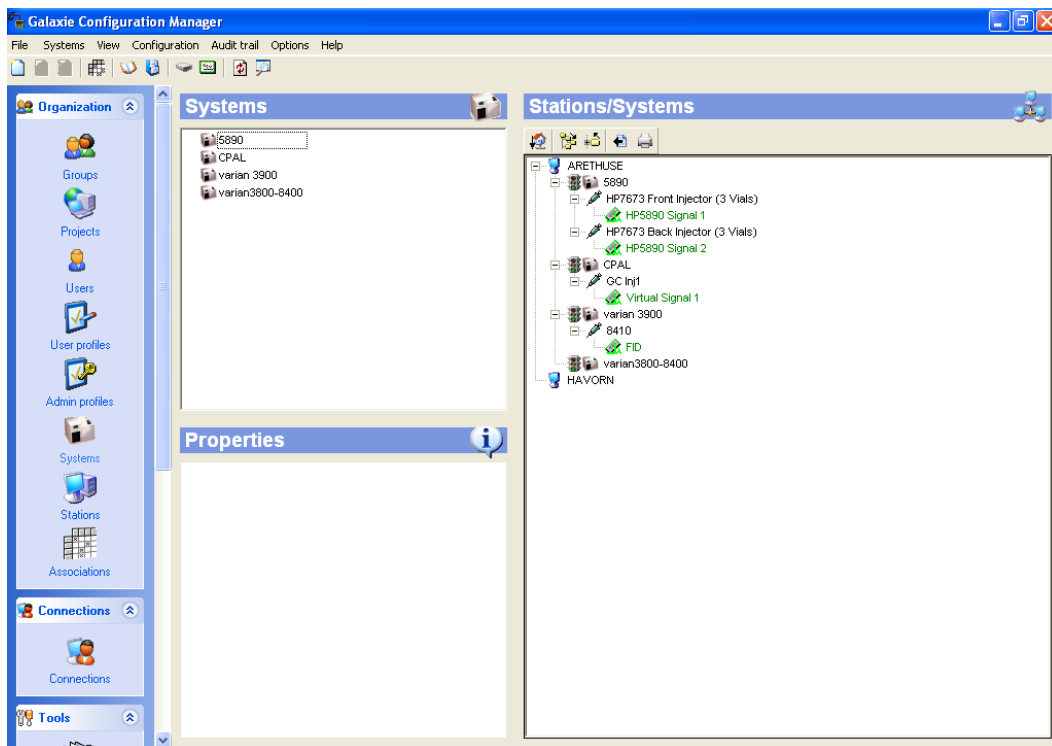 Galaxie Configuration Manager
File Systems View Configuration Audit trail Options Help
Organization
Groups
Projects
Users
User profiles
Admin profiles
Systems
Stations
Associations
Connections
Connections
Tools
Systems
5890
CPAL
varian 3900
varian3800-8400
Properties
Stations/Systems
ARETHUSE
5890
HP7673 Front Injector (3 Vials)
HP5890 Signal 1
HP7673 Back Injector (3 Vials)
HP5890 Signal 2
CPAL
GC Inj1
Virtual Signal 1
varian 3900
8410
FID
varian3800-8400
HAVORN